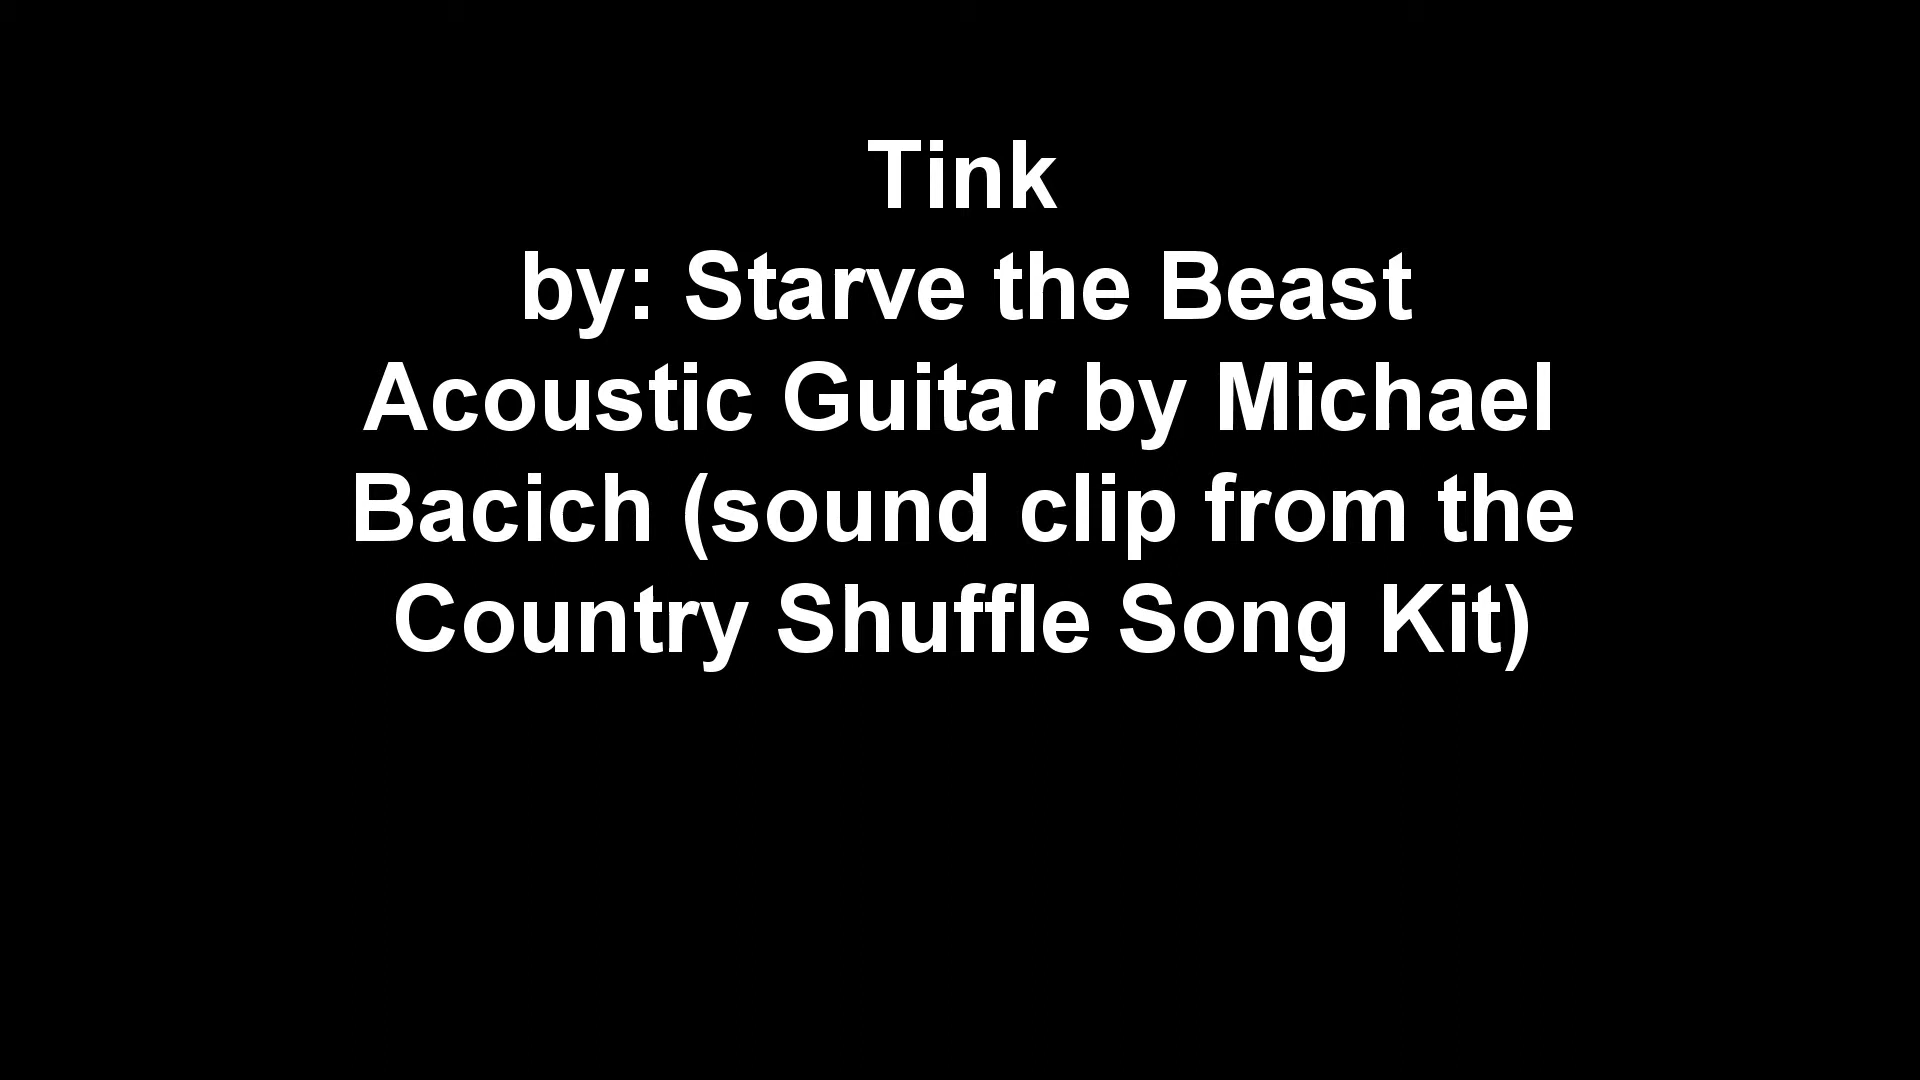 Tink
by: Starve the Beast
Acoustic Guitar by Michael
Bacich (sound clip from the
Country Shuffle Song Kit)